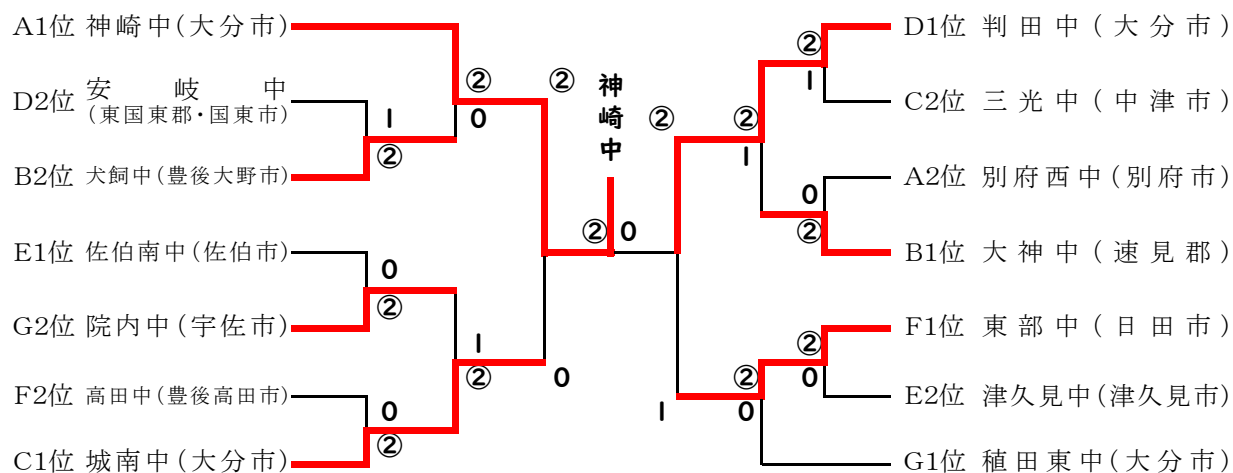 A1位 神崎中(大分市)
D2位 安岐中
(東国東郡・国東市)
B2位 犬飼中(豊後大野市)
E1位 佐伯南中(佐伯市)
G2位 院内中(宇佐市)
F2位 高田中(豊後高田市)
C1位 城南中(大分市)
②
0
1
②
0
②
0
②
1
②
②
0
神崎中
②
0
②
1
②
1
②
1
0
②
②
0
②
0
D1位 判田中(大分市)
C2位 三光中(中津市)
A2位 別府西中(別府市)
B1位 大神中(速見郡)
F1位 東部中(日田市)
E2位 津久見中(津久見市)
G1位 稙田東中(大分市)